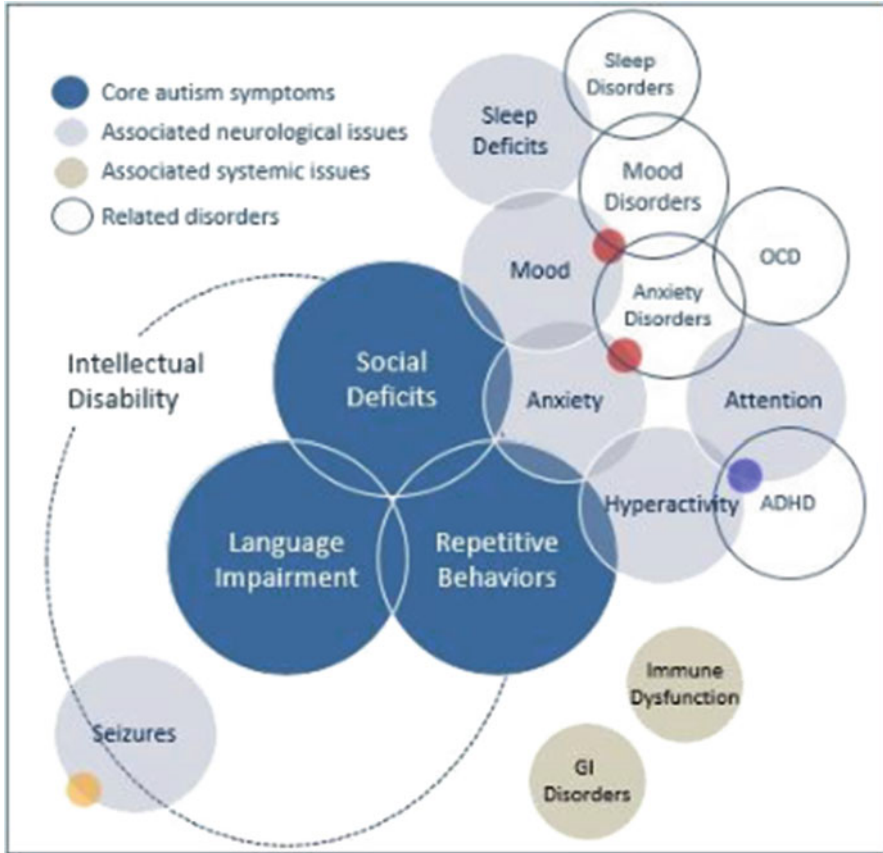 Core autism symptoms
Associated neurological issues
Associated systemic issues
Related disorders
Sleep
Disorders
Sleep
Deficits
Mood
Disorders
OCD
Mood
Anxiety
Disorders
Intellectual
Disability
Social
Deficits
Anxiety
Attention
Hyperactivity
ADHD
Language
Impairment
Repetitive
Behaviors
Immune
Dysfunction
Seizures
GI
Disorders